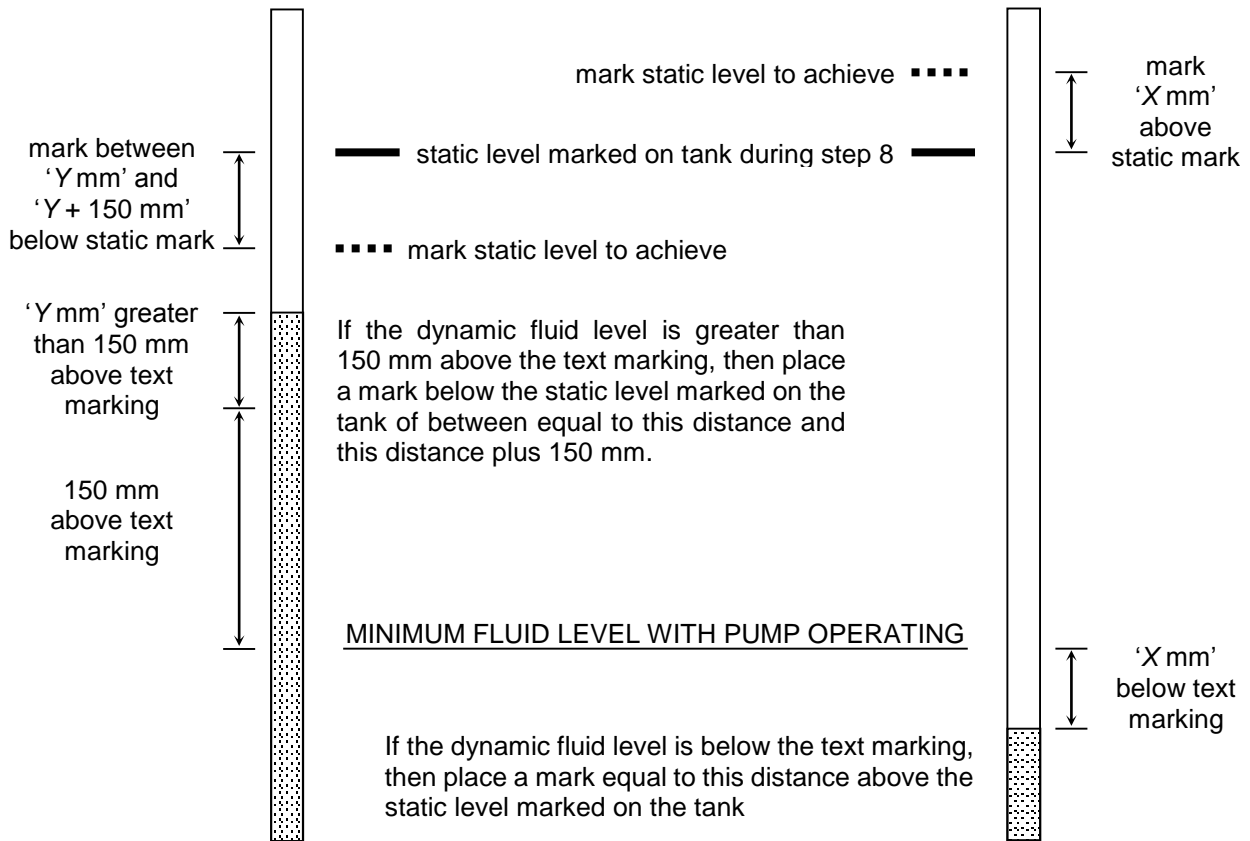 mark static level to achieve
mark
‘X mm’
above
static mark
mark between
‘Y mm’ and
‘Y + 150 mm’
below static mark
static level marked on tank during step 8
mark static level to achieve
‘Y mm’ greater
than 150 mm
above text
marking
If the dynamic fluid level is greater than
150 mm above the text marking, then place
a mark below the static level marked on the
tank of between equal to this distance and
this distance plus 150 mm.
150 mm
above text
marking
MINIMUM FLUID LEVEL WITH PUMP OPERATING
‘X mm’
below text
marking
If the dynamic fluid level is below the text marking,
then place a mark equal to this distance above the
static level marked on the tank